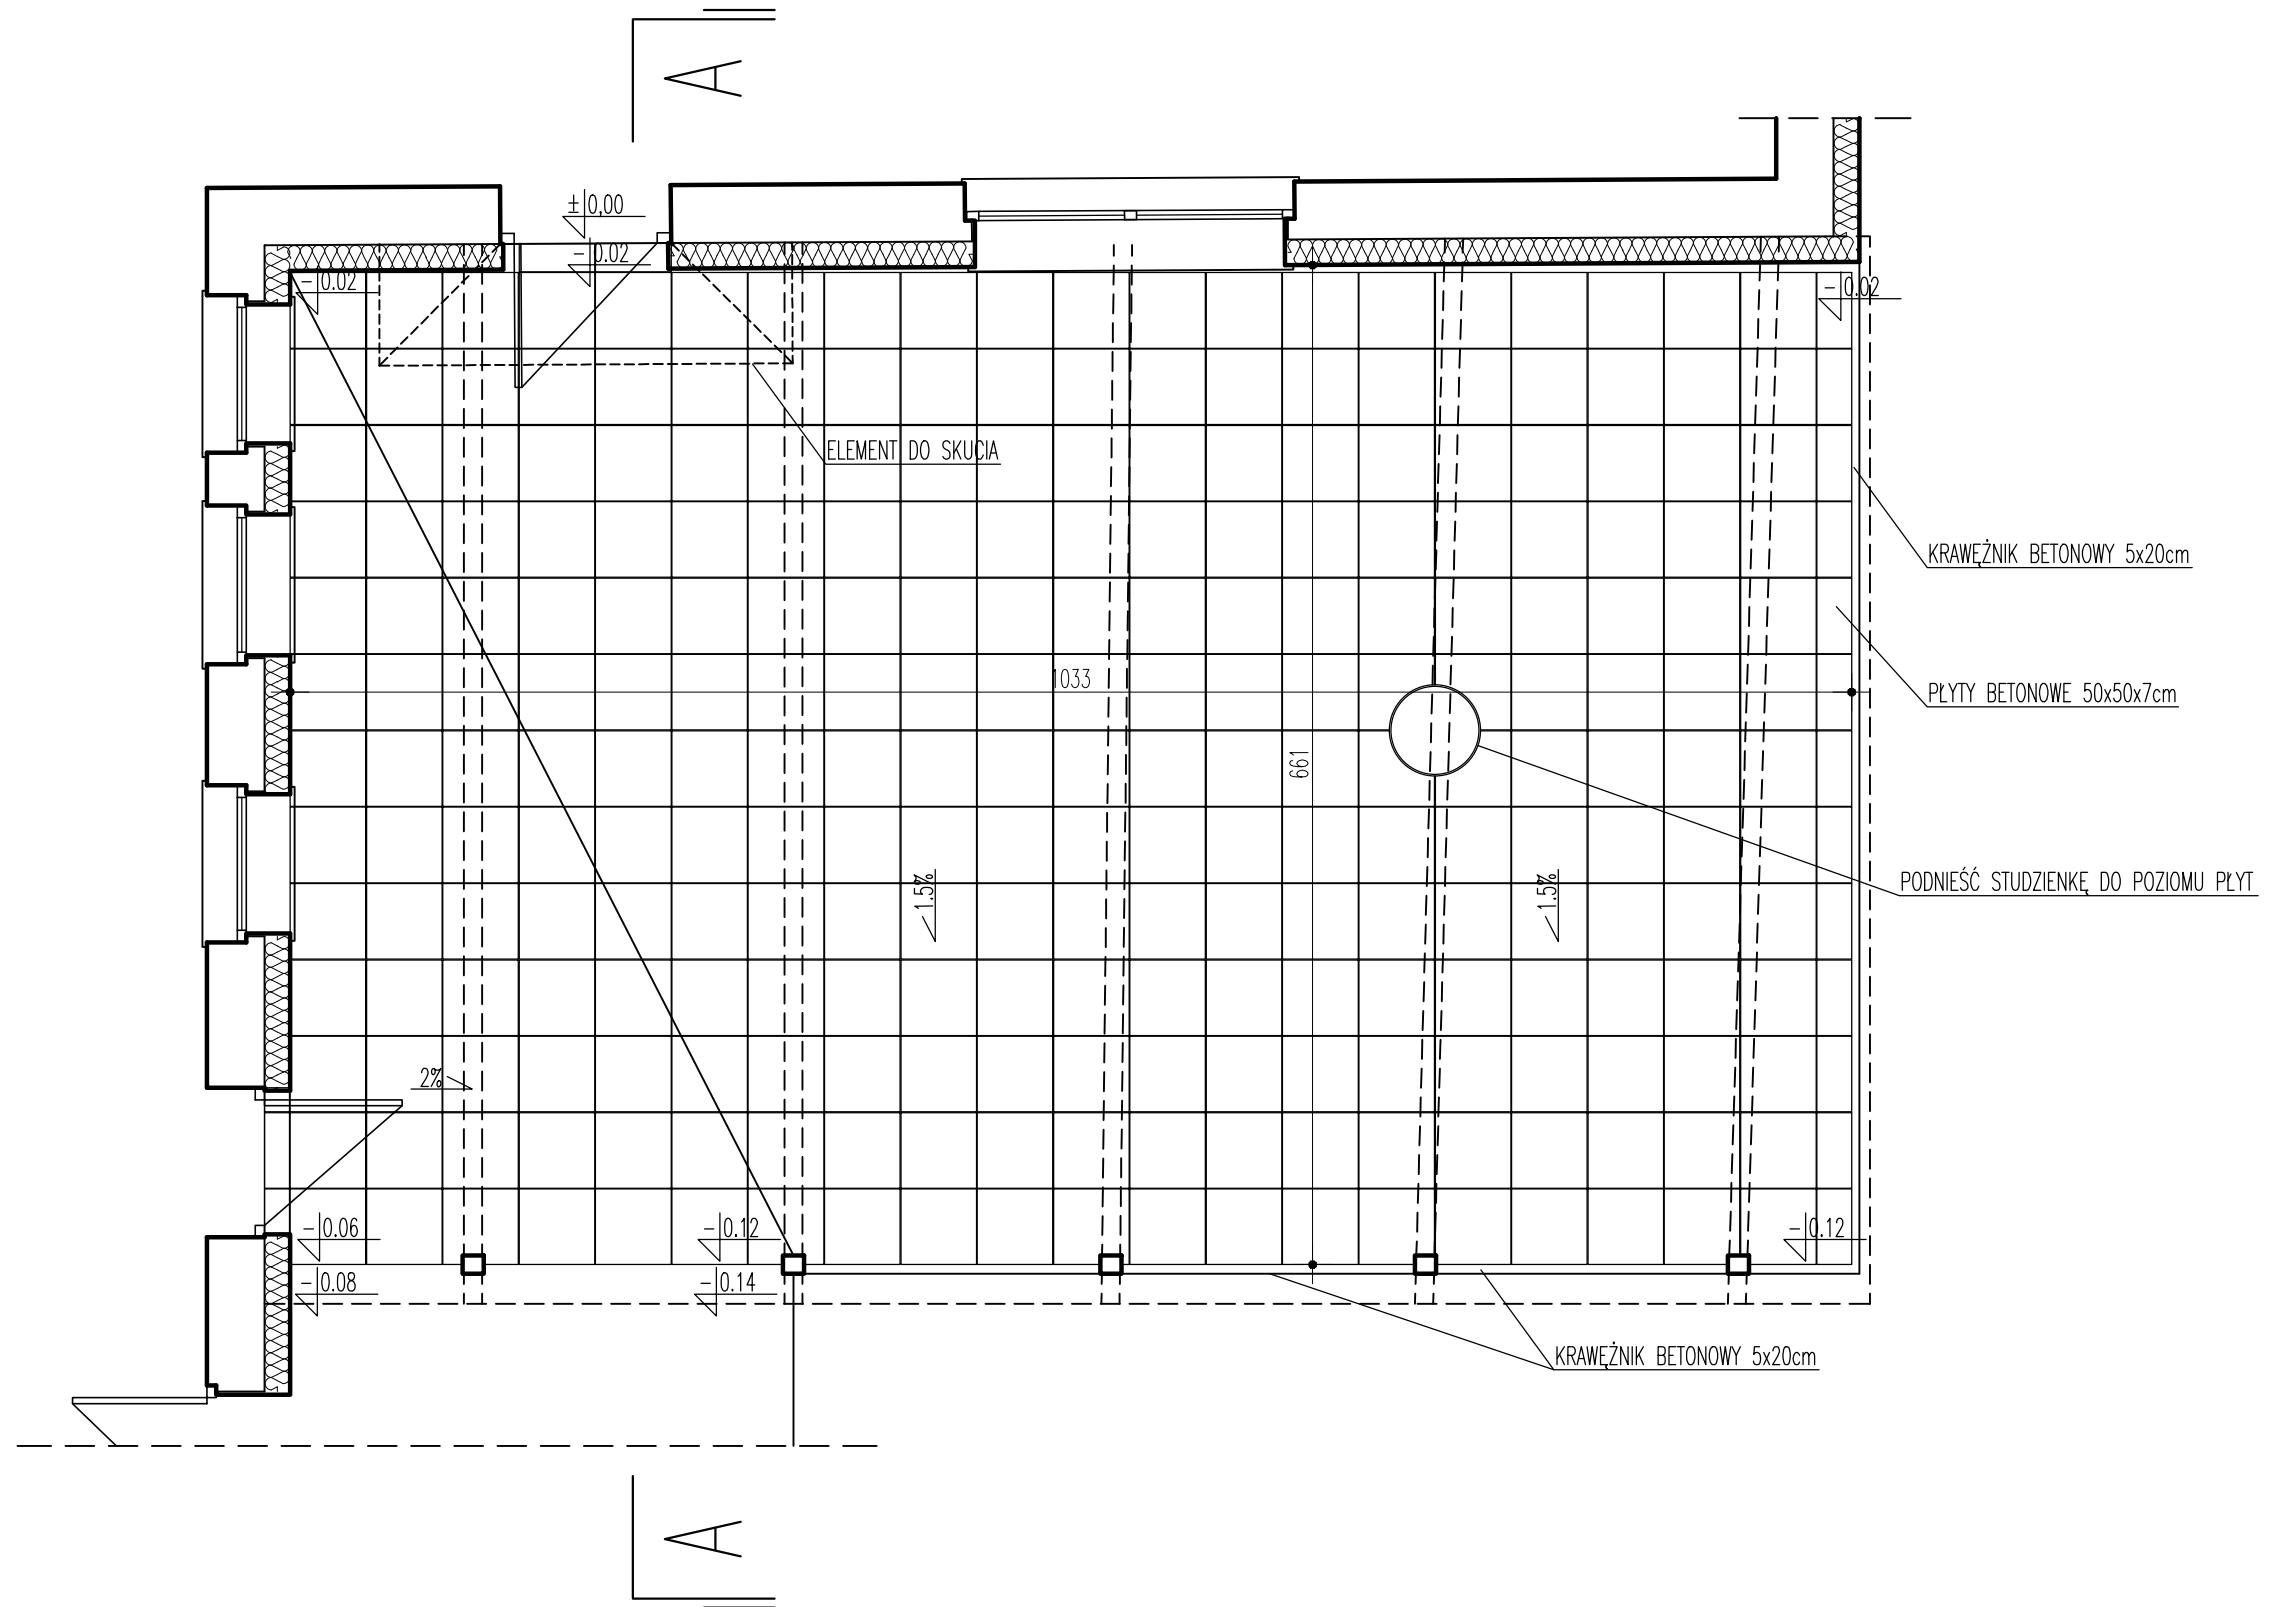 A
±0,00
-0.02
-0.02
-0.02
ELEMENT DO SKUCIA
KRAWĘŻNIK BETONOWY 5x20cm
1033
PŁYTY BETONOWE 50x50x7cm
661
1.5%
1.5%
PODNIEŚĆ STUDZIENKĘ DO POZIOMU PŁYT
2%
-0.06
-0.12
-0.12
-0.08
-0.14
KRAWĘŻNIK BETONOWY 5x20cm
A